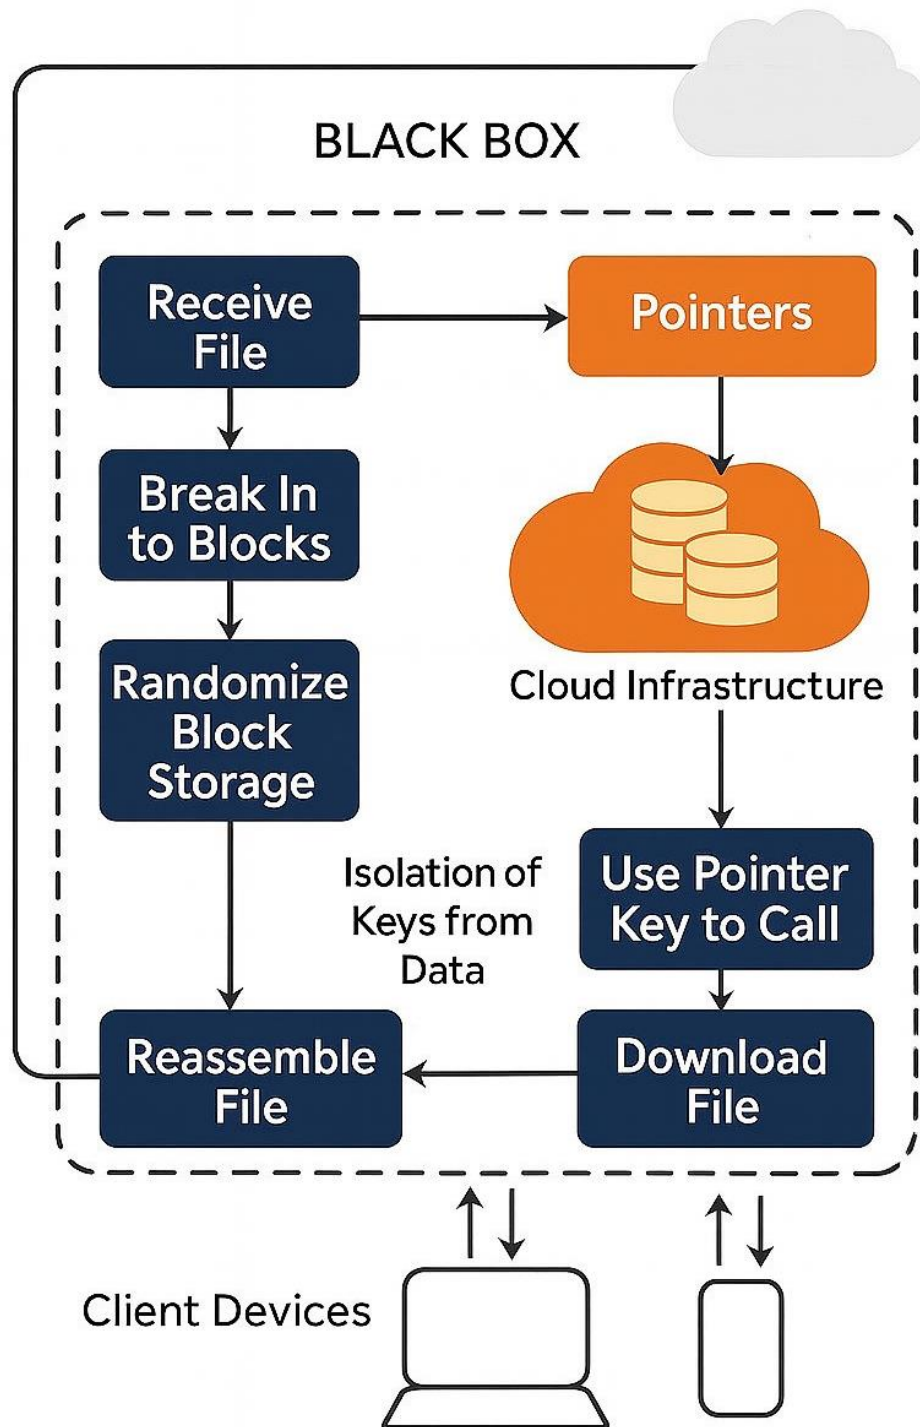 BLACK BOX
Receive
File
Pointers
Break In
to Blocks
Randomize
Block
Storage
Cloud Infrastructure
Isolation of
Keys from
Data
Use Pointer
Key to Call
Reassemble
File
Download
File
Client Devices